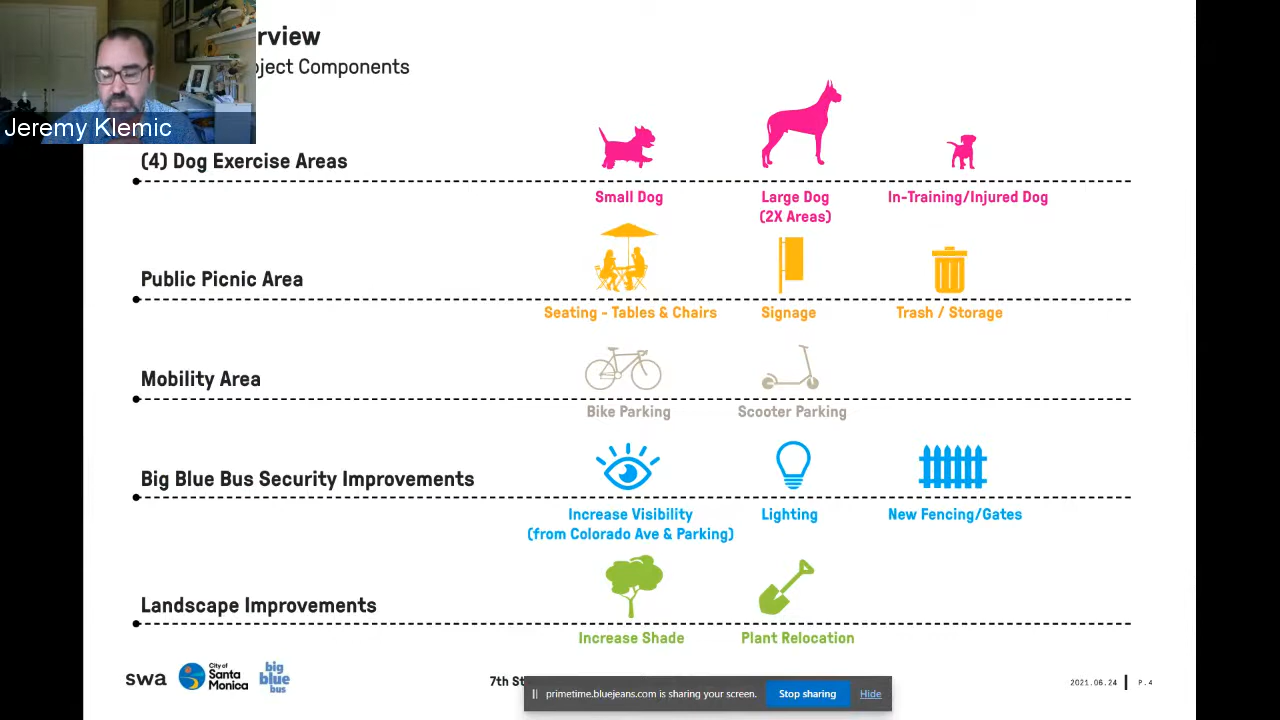 rview
oject Components
Jeremy Klemic
(4) Dog Exercise Areas
Small Dog
Large Dog
(2X Areas)
In-Training/Injured Dog
Public Picnic Area
Seating - Tables & Chairs
Signage
Trash / Storage
Mobility Area
Bike Parking
Scooter Parking
Big Blue Bus Security Improvements
Increase Visibility
(from Colorado Ave & Parking)
Lighting
New Fencing/Gates
Landscape Improvements
Increase Shade
Plant Relocation
swa
City of
Santa
Monica
big
blue
bus
7th St
primetime.bluejeans.com is sharing your screen.
Stop sharing
Hide
2021.06.24
P.4